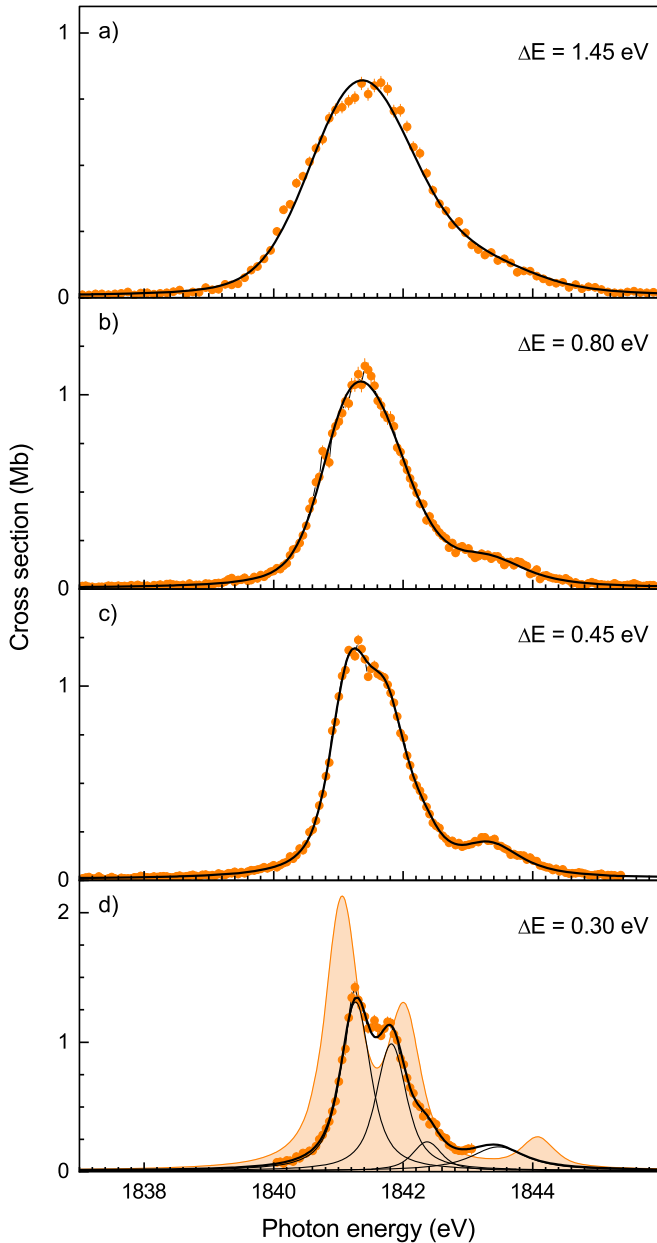 a)
ΔE = 1.45 eV
1
0
b)
ΔE = 0.80 eV
1
0
c)
ΔE = 0.45 eV
1
0
d)
ΔE = 0.30 eV
2
1
0
Cross section (Mb)
1838 1840 1842 1844
Photon energy (eV)